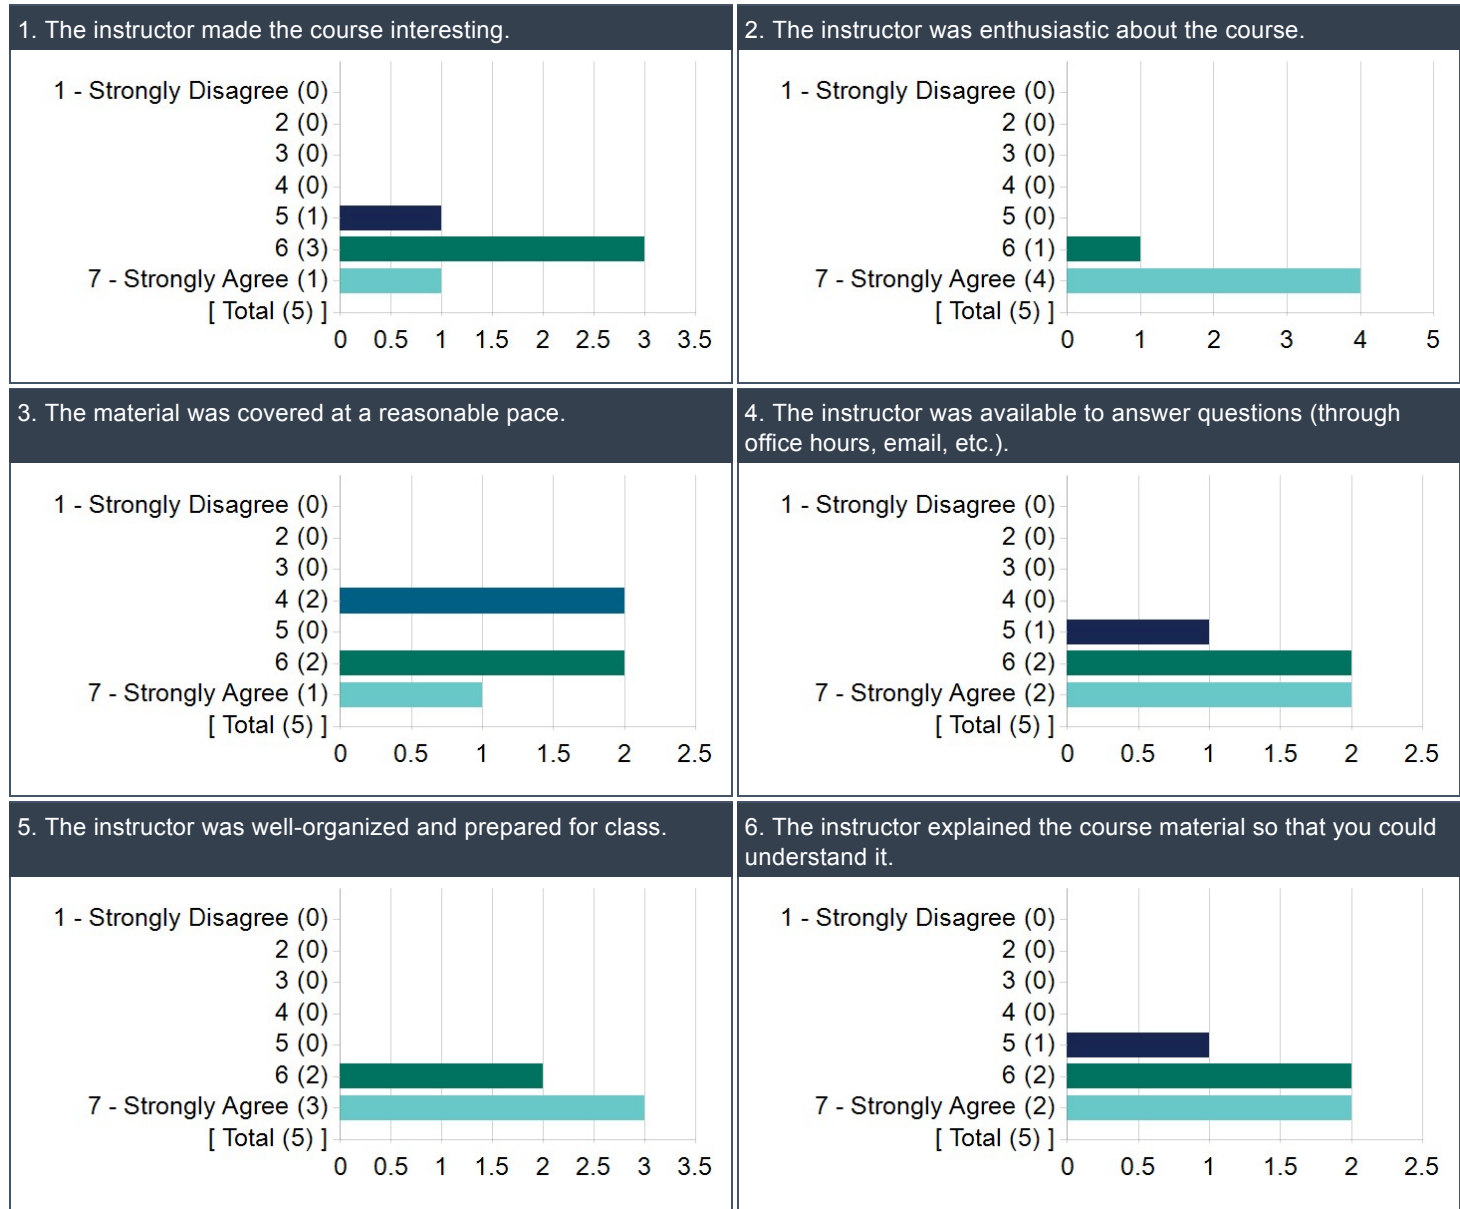 1. The instructor made the course interesting.
1 - Strongly Disagree (0)
2 (0)
3 (0)
4 (0)
5 (1)
6 (3)
7 - Strongly Agree (1)
[ Total (5) ]
0 0.5 1 1.5 2 2.5 3 3.5
2. The instructor was enthusiastic about the course.
1 - Strongly Disagree (0)
2 (0)
3 (0)
4 (0)
5 (0)
6 (1)
7 - Strongly Agree (4)
[ Total (5) ]
0 1 2 3 4 5
3. The material was covered at a reasonable pace.
1 - Strongly Disagree (0)
2 (0)
3 (0)
4 (2)
5 (0)
6 (2)
7 - Strongly Agree (1)
[ Total (5) ]
0 0.5 1 1.5 2 2.5
4. The instructor was available to answer questions (through
office hours, email, etc.).
1 - Strongly Disagree (0)
2 (0)
3 (0)
4 (0)
5 (1)
6 (2)
7 - Strongly Agree (2)
[ Total (5) ]
0 0.5 1 1.5 2 2.5
5. The instructor was well-organized and prepared for class.
1 - Strongly Disagree (0)
2 (0)
3 (0)
4 (0)
5 (0)
6 (2)
7 - Strongly Agree (3)
[ Total (5) ]
0 0.5 1 1.5 2 2.5 3 3.5
6. The instructor explained the course material so that you could
understand it.
1 - Strongly Disagree (0)
2 (0)
3 (0)
4 (0)
5 (1)
6 (2)
7 - Strongly Agree (2)
[ Total (5) ]
0 0.5 1 1.5 2 2.5